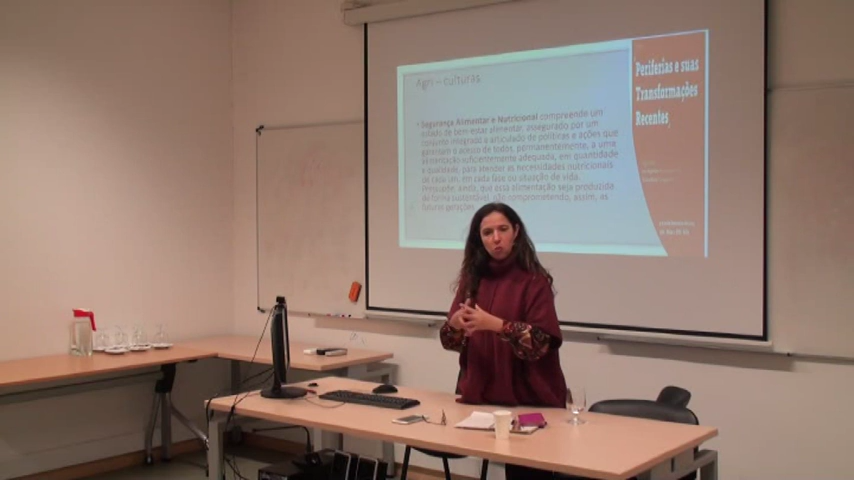 Agri – culturas
• Segurança Alimentar e Nutricional compreende um
estado de bem-estar alimentar, assegurado por um
conjunto integrado e articulado de políticas e ações que
garantem o acesso de todos, permanentemente, a uma
alimentação suficientemente adequada, em quantidade
e qualidade, para atender as necessidades nutricionais
de cada um, em cada fase ou situação de vida.
Pressupõe, ainda, que essa alimentação seja produzida
de forma sustentável, não comprometendo, assim, as
futuras gerações
Periferias e suas
Transformações
Recentes,